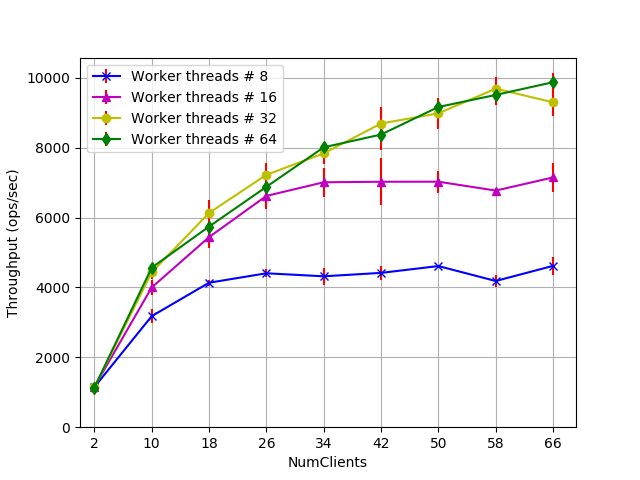 Worker threads # 8
Worker threads # 16
Worker threads # 32
Worker threads # 64
Throughput (ops/sec)
10000
8000
6000
4000
2000
0
2 10 18 26 34 42 50 58 66
NumClients